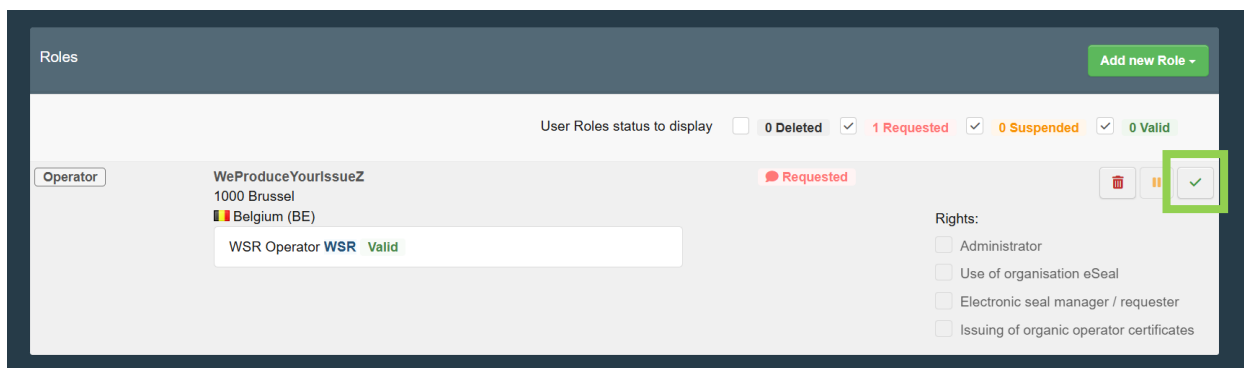 Roles
Add new Role
User Roles status to display 0 Deleted 1 Requested 0 Suspended 0 Valid
Operator WeProduceYourIssueZ Requested
1000 Brussel
Belgium (BE) Rights:
WSR Operator WSR Valid Administrator
Use of organisation eSeal
Electronic seal manager / requester
Issuing of organic operator certificates